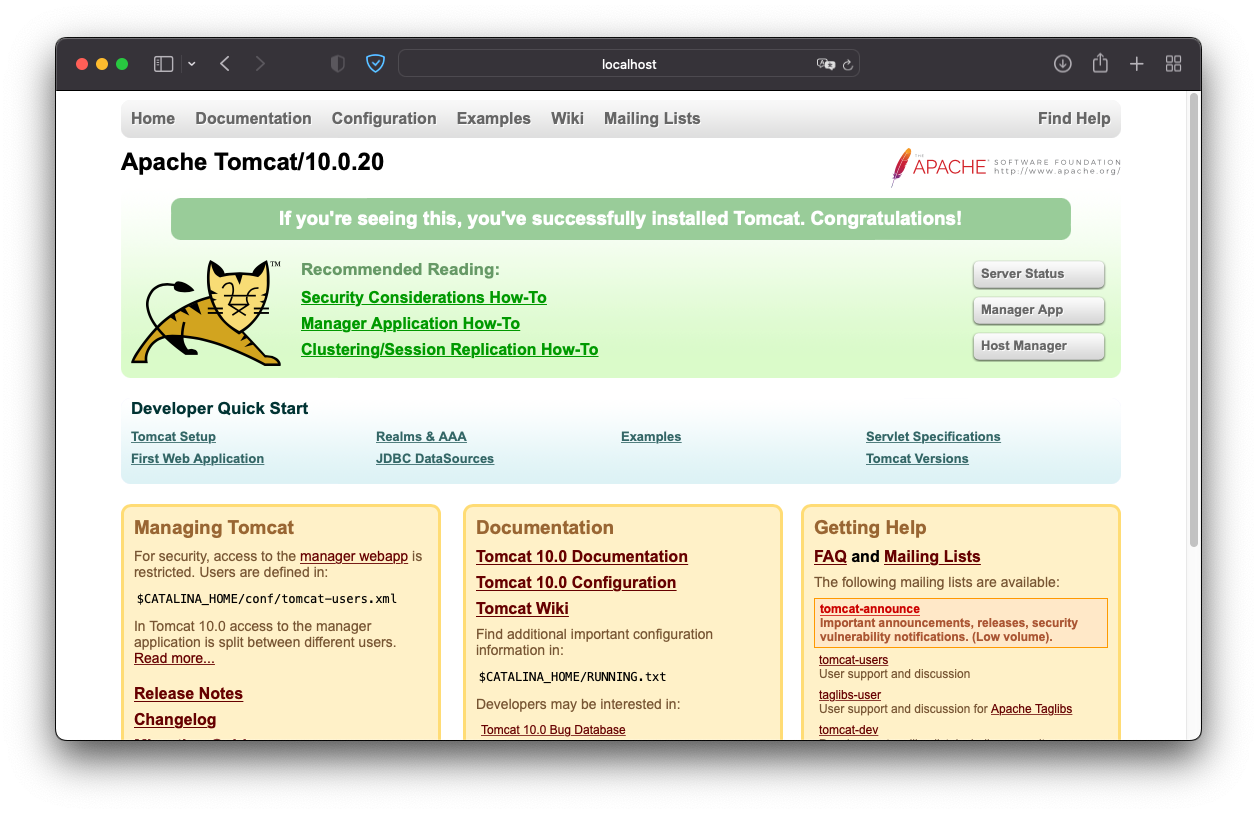 localhost
Home Documentation Configuration Examples Wiki Mailing Lists Find Help
Apache Tomcat/10.0.20
THE APACHE SOFTWARE FOUNDATION
http://www.apache.org/
If you're seeing this, you've successfully installed Tomcat. Congratulations!
TM
Recommended Reading:
Security Considerations How-To
Manager Application How-To
Clustering/Session Replication How-To
Server Status
Manager App
Host Manager
Developer Quick Start
Tomcat Setup
First Web Application
Realms & AAA
JDBC DataSources
Examples
Servlet Specifications
Tomcat Versions
Managing Tomcat
For security, access to the manager webapp is
restricted. Users are defined in:
$CATALINA_HOME/conf/tomcat-users.xml
In Tomcat 10.0 access to the manager
application is split between different users.
Read more...
Release Notes
Changelog
Documentation
Tomcat 10.0 Documentation
Tomcat 10.0 Configuration
Tomcat Wiki
Find additional important configuration
information in:
$CATALINA_HOME/RUNNING.txt
Developers may be interested in:
Tomcat 10.0 Bug Database
Getting Help
FAQ and Mailing Lists
The following mailing lists are available:
tomcat-announce
Important announcements, releases, security
vulnerability notifications. (Low volume).
tomcat-users
User support and discussion
taglibs-user
User support and discussion for Apache Taglibs
tomcat-dev